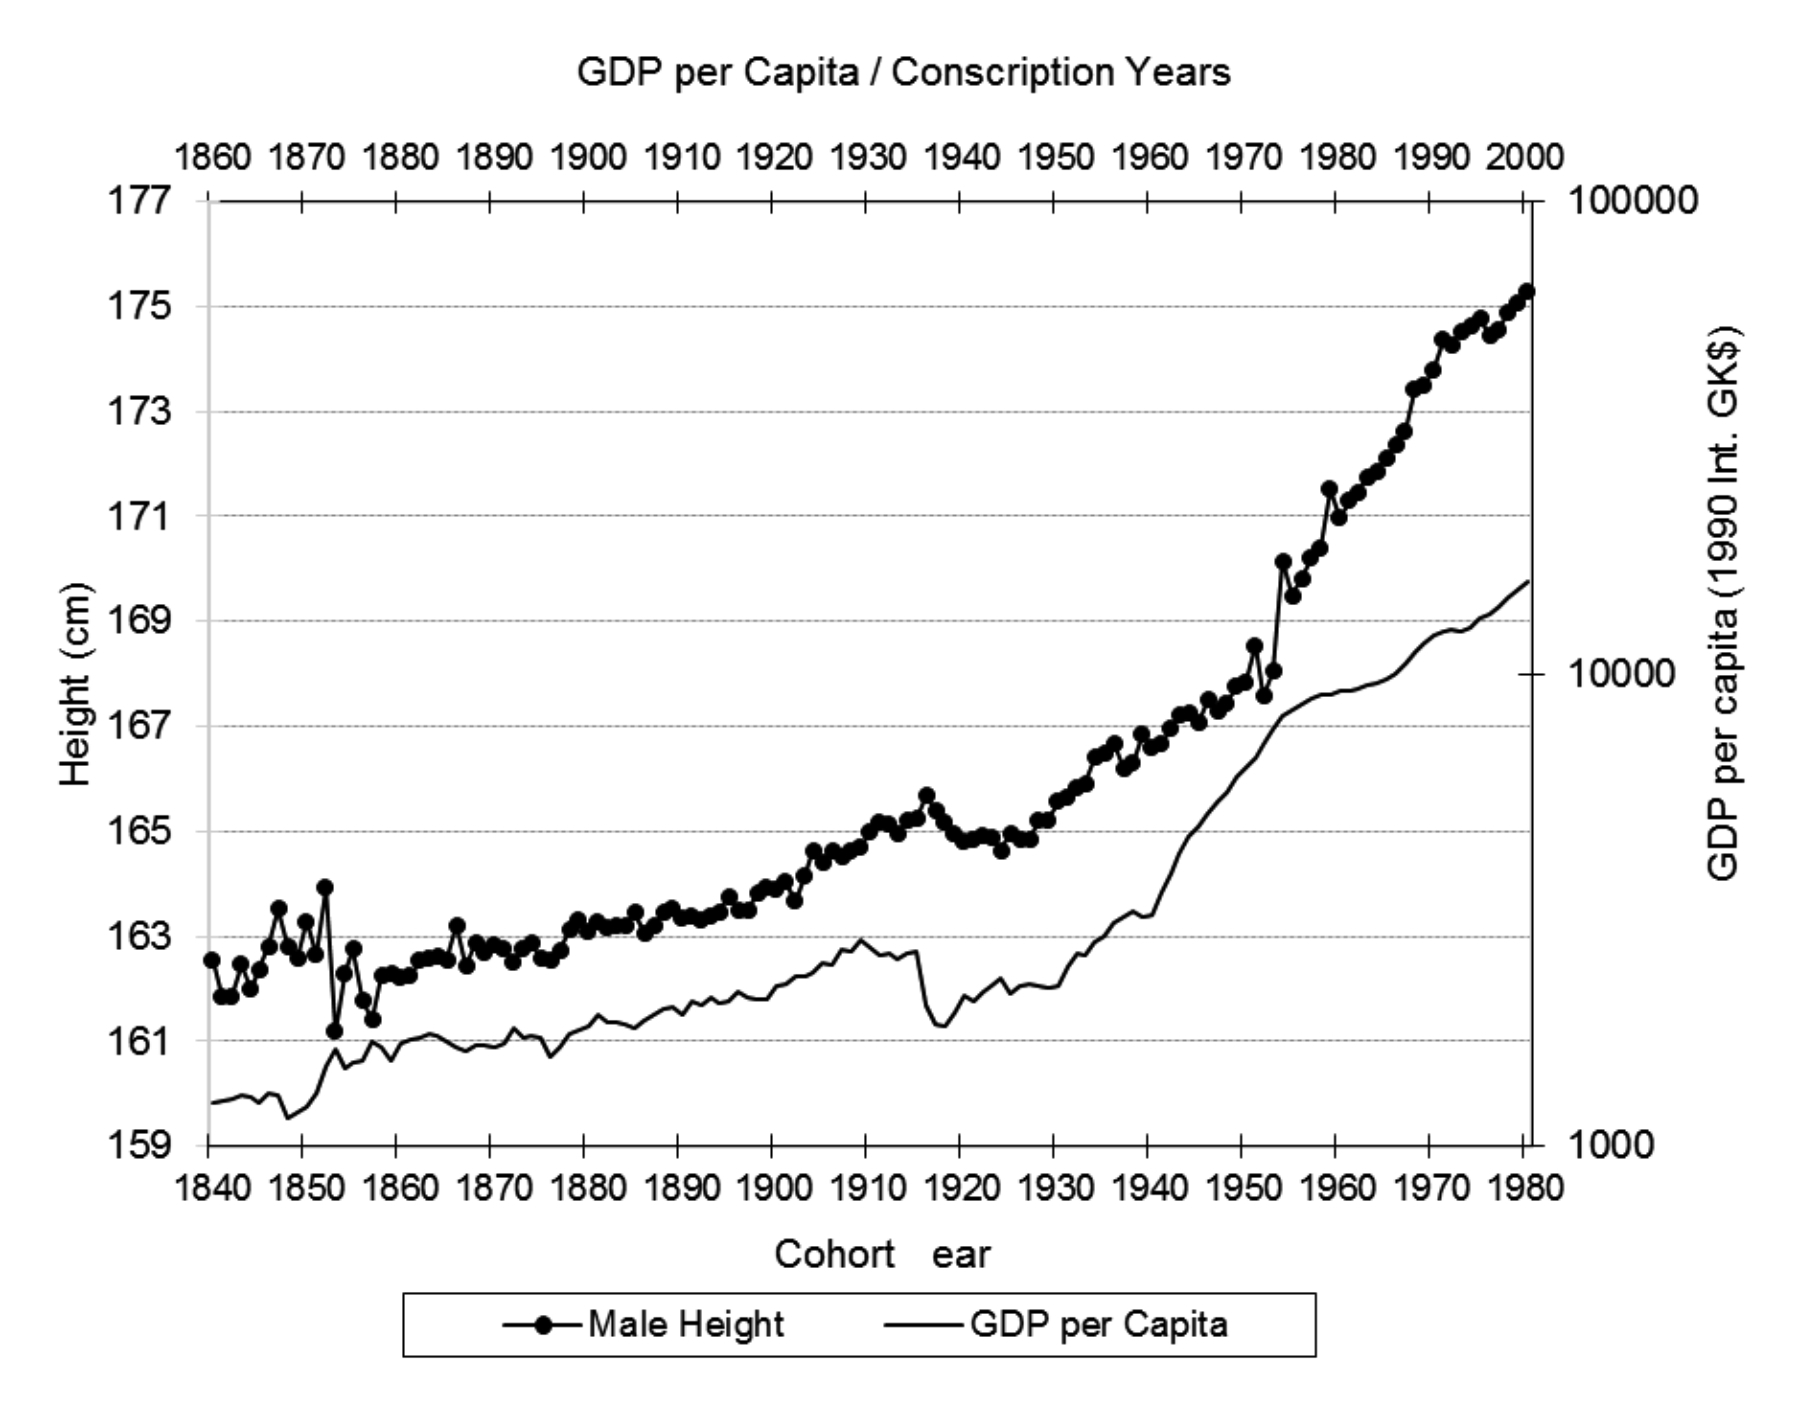 GDP per Capita / Conscription Years
1860 1870 1880 1890 1900 1910 1920 1930 1940 1950 1960 1970 1980 1990 2000
177
175
173
171
169
167
165
163
161
159
Height (cm)
100000
10000
1000
GDP per capita (1990 Int. GK$)
1840 1850 1860 1870 1880 1890 1900 1910 1920 1930 1940 1950 1960 1970 1980
Cohort ear
Male Height GDP per Capita